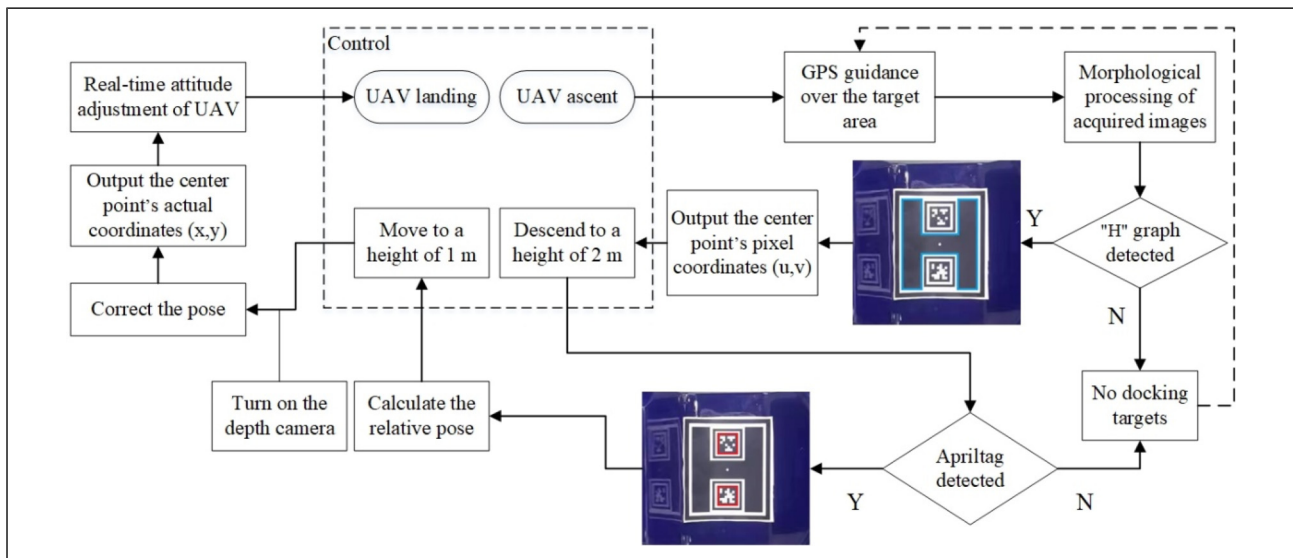 Control
Real-time attitude
adjustment of UAV
UAV landing
UAV ascent
GPS guidance
over the target
area
Morphological
processing of
acquired images
Output the center
point's actual
coordinates (x,y)
Move to a
height of 1 m
Descend to a
height of 2 m
Output the center
point's pixel
coordinates (u,v)
Y
"H" graph
detected
Correct the pose
N
Turn on the
depth camera
Calculate the
relative pose
No docking
targets
Apriltag
detected
Y
N